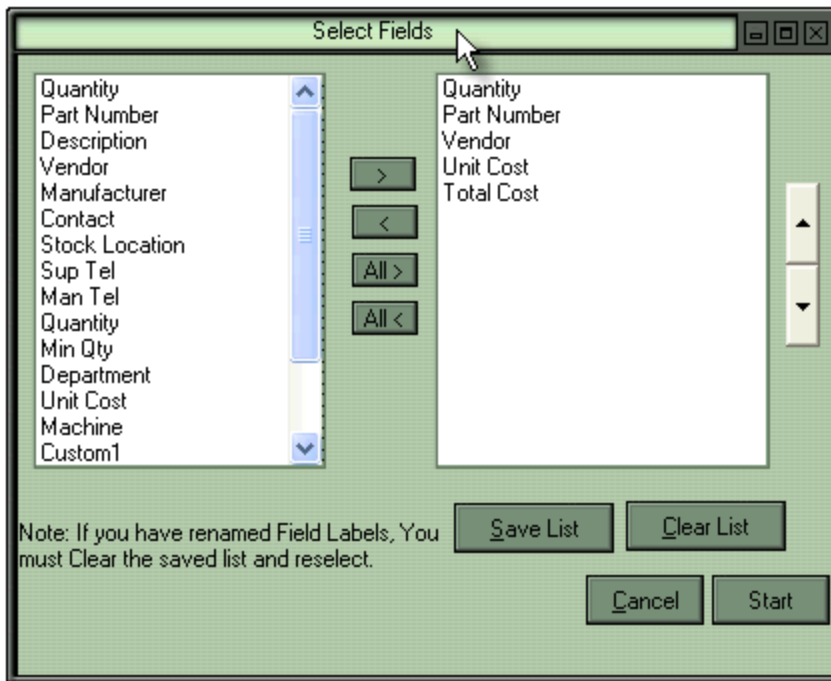 Select Fields
Quantity
Part Number
Description
Vendor
Manufacturer
Contact
Stock Location
Sup Tel
Man Tel
Quantity
Min Qty
Department
Unit Cost
Machine
Custom1
>
<
All >
All <
Quantity
Part Number
Vendor
Unit Cost
Total Cost
Note: If you have renamed Field Labels, You
must Clear the saved list and reselect.
Save List
Clear List
Cancel
Start